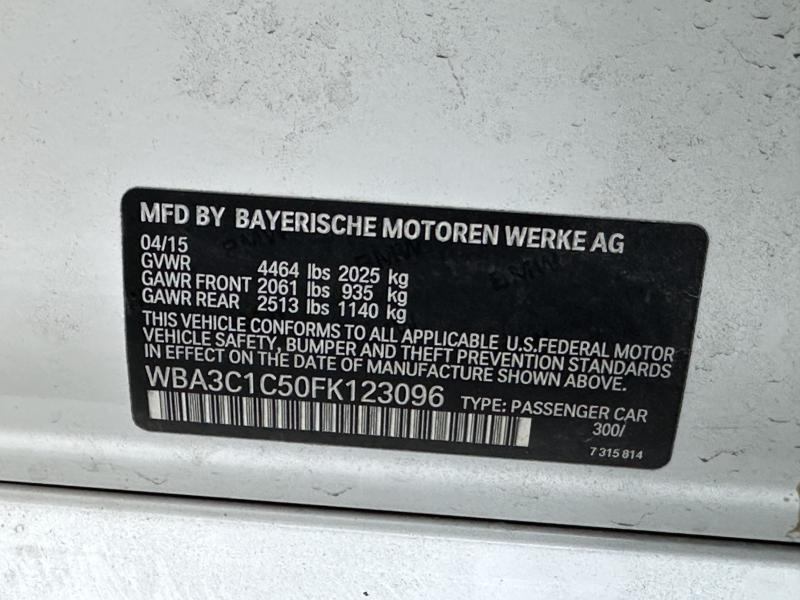 MFD BY BAYERISCHE MOTOREN WERKE AG
04/15
GVWR 4464 lbs 2025 kg
GAWR FRONT 2061 lbs 935 kg
GAWR REAR 2513 lbs 1140 kg
THIS VEHICLE CONFORMS TO ALL APPLICABLE U.S.FEDERAL MOTOR
VEHICLE SAFETY, BUMPER AND THEFT PREVENTION STANDARDS
IN EFFECT ON THE DATE OF MANUFACTURE SHOWN ABOVE.
WBA3C1C50FK123096 TYPE: PASSENGER CAR
300/
7 315 814